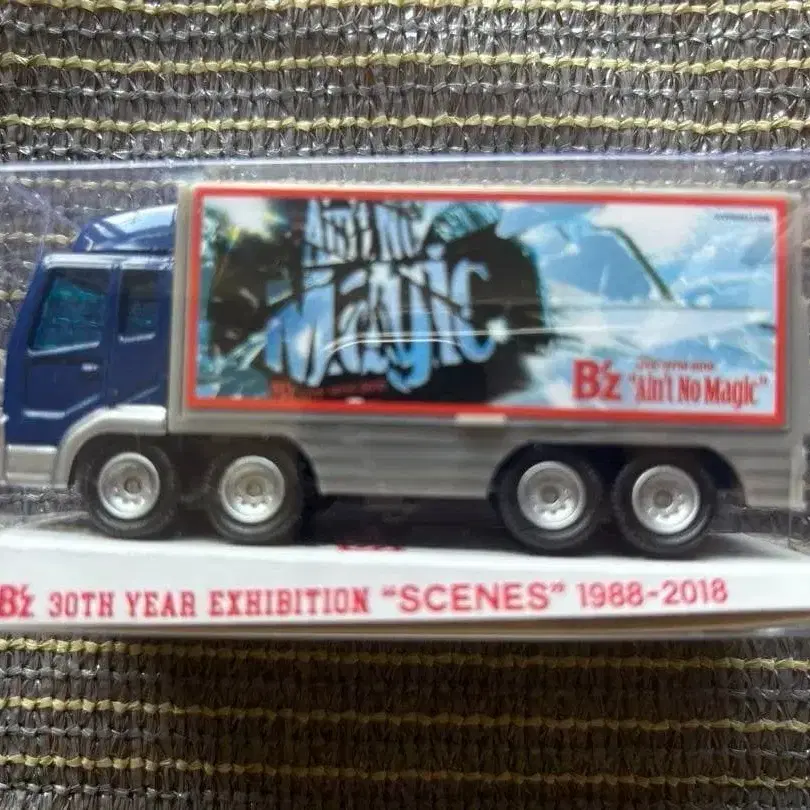 Ain't No
Magic
B'z "Ain't No Magic"
B'z 30TH YEAR EXHIBITION "SCENES" 1988-2018